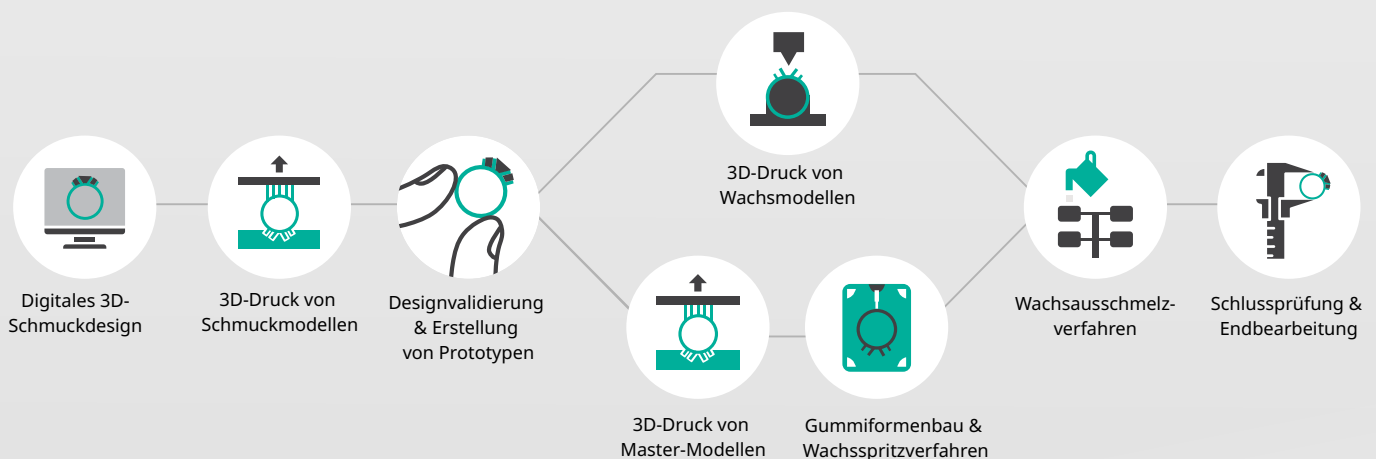 Digitales 3D-
Schmuckdesign
3D-Druck von
Schmuckmodellen
Designvalidierung
& Erstellung
von Prototypen
3D-Druck von
Wachsmodellen
3D-Druck von
Master-Modellen
Gummiformenbau &
Wachsspritzverfahren
Wachsausschmelz-
verfahren
Schlussprüfung &
Endbearbeitung